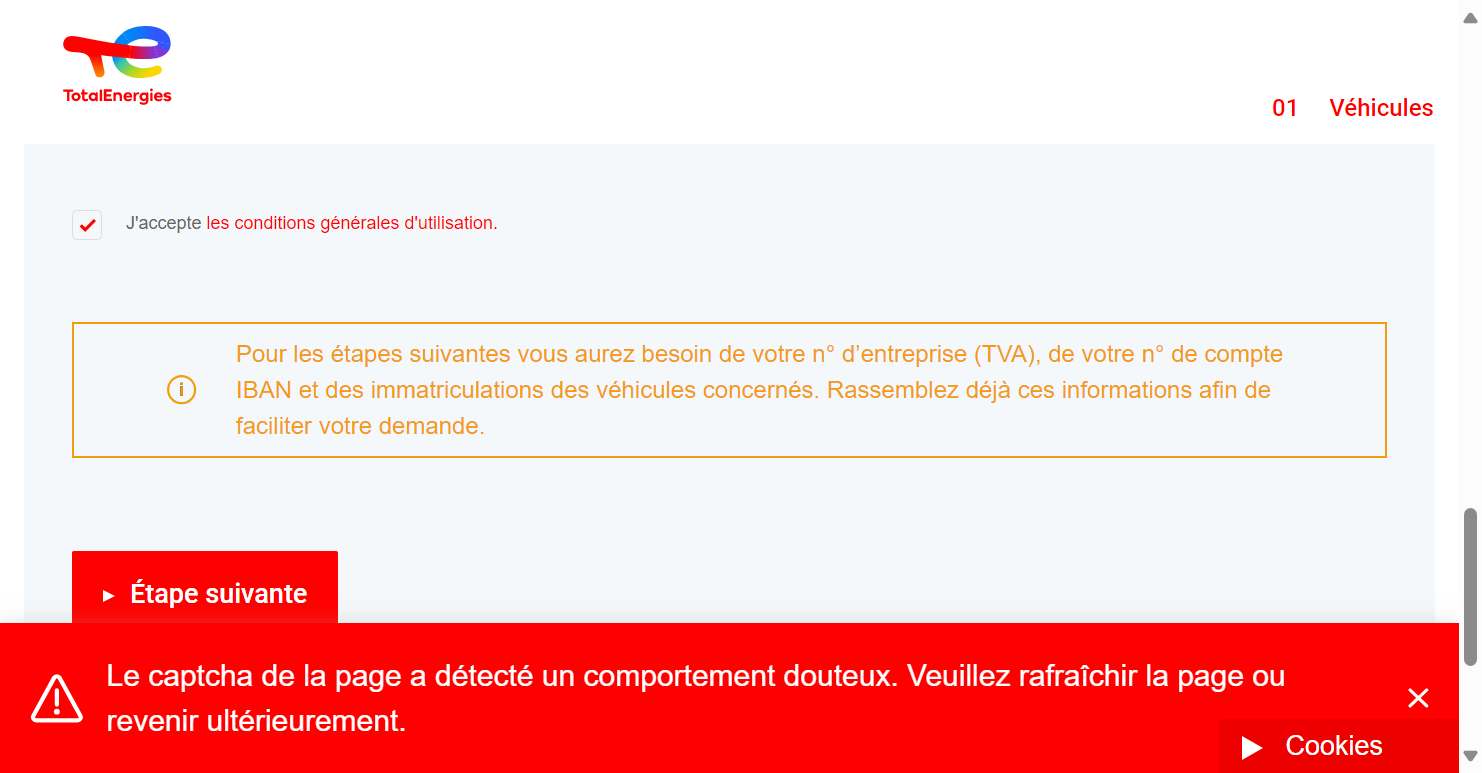 TotalEnergies
01 Véhicules
J'accepte les conditions générales d'utilisation.
Pour les étapes suivantes vous aurez besoin de votre n° d’entreprise (TVA), de votre n° de compte
IBAN et des immatriculations des véhicules concernés. Rassemblez déjà ces informations afin de
faciliter votre demande.
Étape suivante
Le captcha de la page a détecté un comportement douteux. Veuillez rafraîchir la page ou
revenir ultérieurement.
Cookies